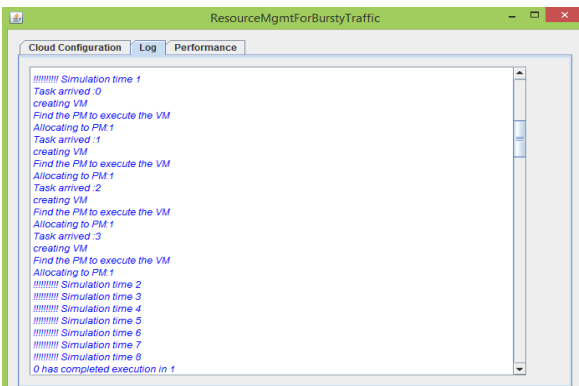 ResourceMgmtForBurstyTraffic
Cloud Configuration Log Performance
!!!!!!!!!! Simulation time 1
Task arrived :0
creating VM
Find the PM to execute the VM
Allocating to PM:1
Task arrived :1
creating VM
Find the PM to execute the VM
Allocating to PM:1
Task arrived :2
creating VM
Find the PM to execute the VM
Allocating to PM:1
Task arrived :3
creating VM
Find the PM to execute the VM
Allocating to PM:1
!!!!!!!!!! Simulation time 2
!!!!!!!!!! Simulation time 3
!!!!!!!!!! Simulation time 4
!!!!!!!!!! Simulation time 5
!!!!!!!!!! Simulation time 6
!!!!!!!!!! Simulation time 7
!!!!!!!!!! Simulation time 8
0 has completed execution in 1